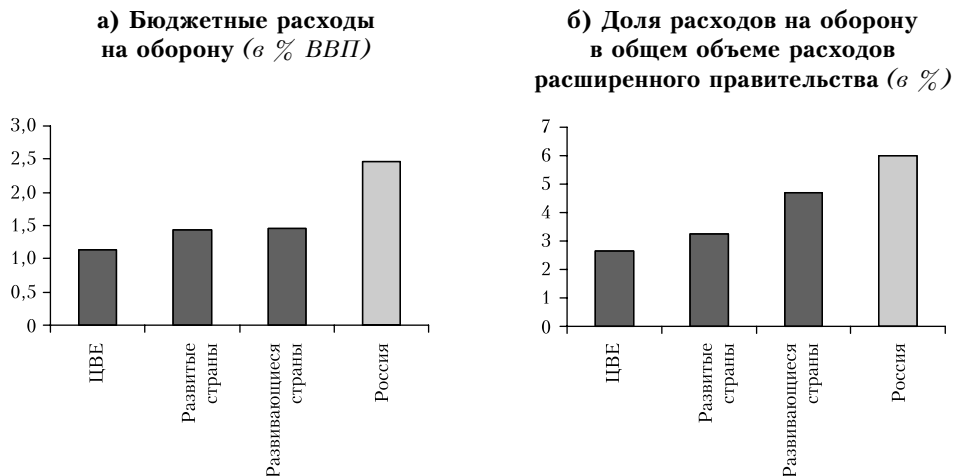 а) Бюджетные расходы
на оборону (в % ВВП)
3,0
2,5
2,0
1,5
1,0
0,5
0
ЦВЕ
Развитые
страны
Развивающиеся
страны
Россия
б) Доля расходов на оборону
в общем объеме расходов
расширенного правительства (в %)
7
6
5
4
3
2
1
0
ЦВЕ
Развитые
страны
Развивающиеся
страны
Россия